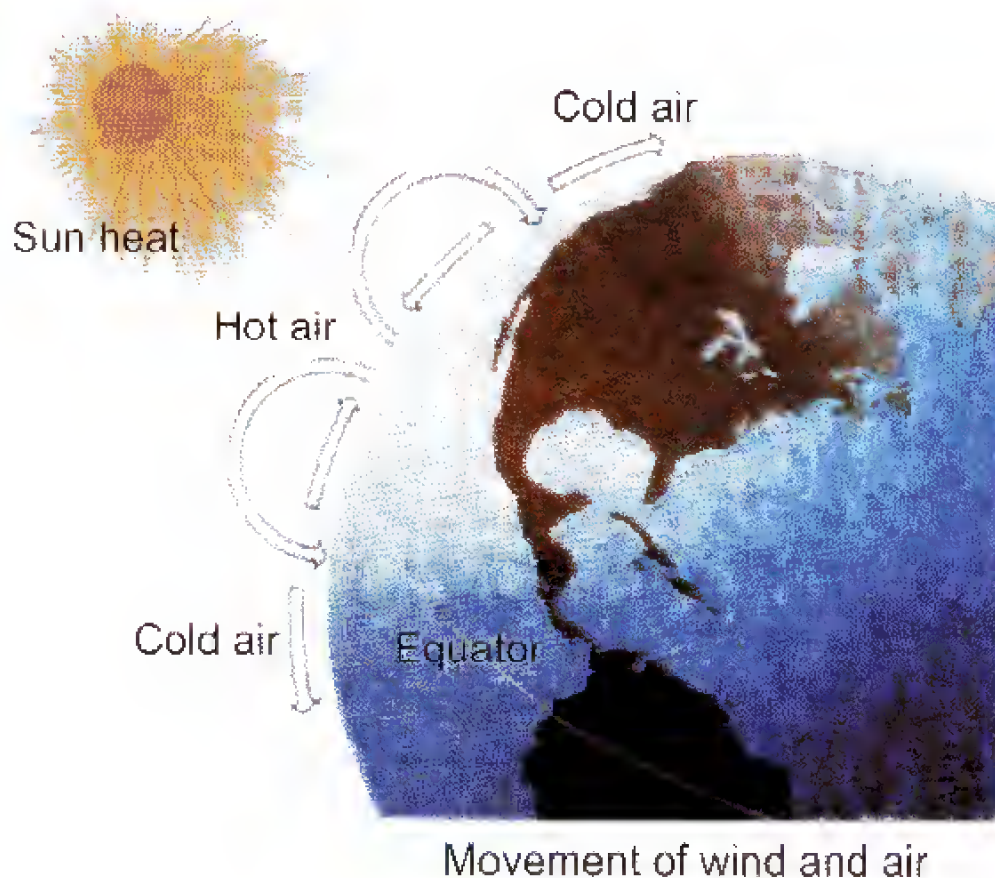 Cold air
Sun heat
Hot air
Cold air
Equator
Movement of wind and air